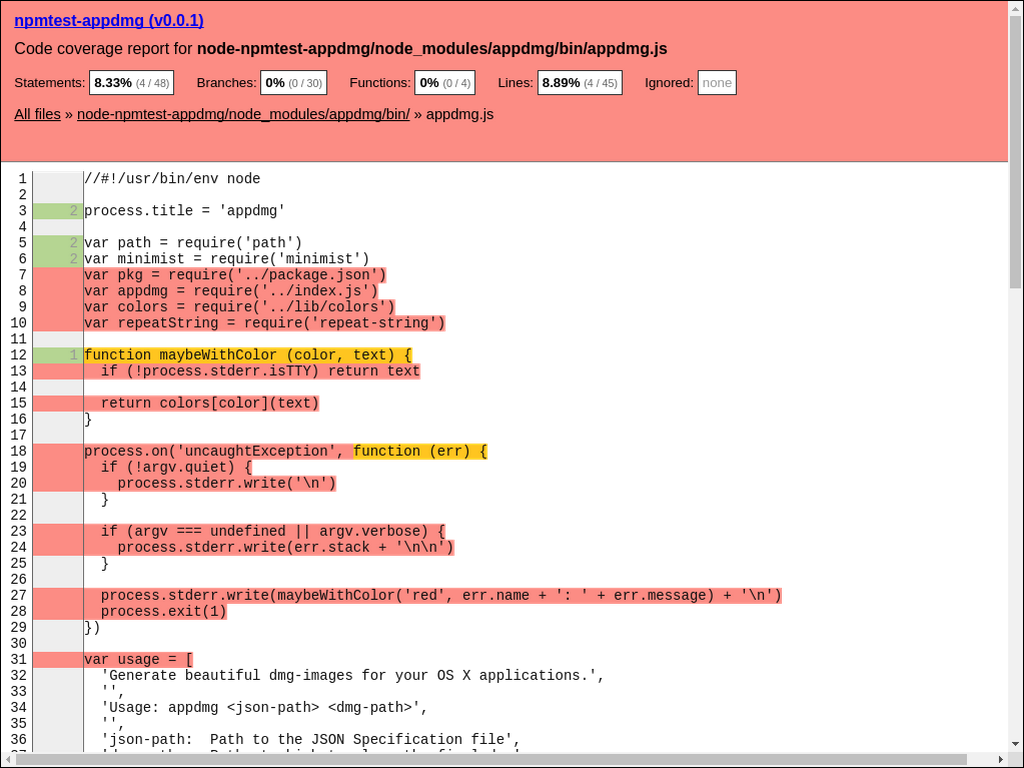 npmtest-appdmg (v0.0.1)
Code coverage report for node-npmtest-appdmg/node_modules/appdmg/bin/appdmg.js
Statements: 8.33% (4 / 48) Branches: 0% (0 / 30) Functions: 0% (0 / 4) Lines: 8.89% (4 / 45) Ignored: none
All files » node-npmtest-appdmg/node_modules/appdmg/bin/ » appdmg.js
1 //#!/usr/bin/env node
2
3 2 process.title = 'appdmg'
4
5 2 var path = require('path')
6 2 var minimist = require('minimist')
7 var pkg = require('../package.json')
8 var appdmg = require('../index.js')
9 var colors = require('../lib/colors')
10 var repeatString = require('repeat-string')
11
12 1 function maybeWithColor (color, text) {
13   if (!process.stderr.isTTY) return text
14
15   return colors[color](text)
16 }
17
18 process.on('uncaughtException', function (err) {
19   if (!argv.quiet) {
20     process.stderr.write('\n')
21   }
22
23   if (argv === undefined || argv.verbose) {
24     process.stderr.write(err.stack + '\n\n')
25   }
26
27   process.stderr.write(maybeWithColor('red', err.name + ': ' + err.message) + '\n')
28   process.exit(1)
29 })
30
31 var usage = [
32   'Generate beautiful dmg-images for your OS X applications.',
33   '',
34   'Usage: appdmg <json-path> <dmg-path>',
35   '',
36   'json-path:  Path to the JSON Specification file',